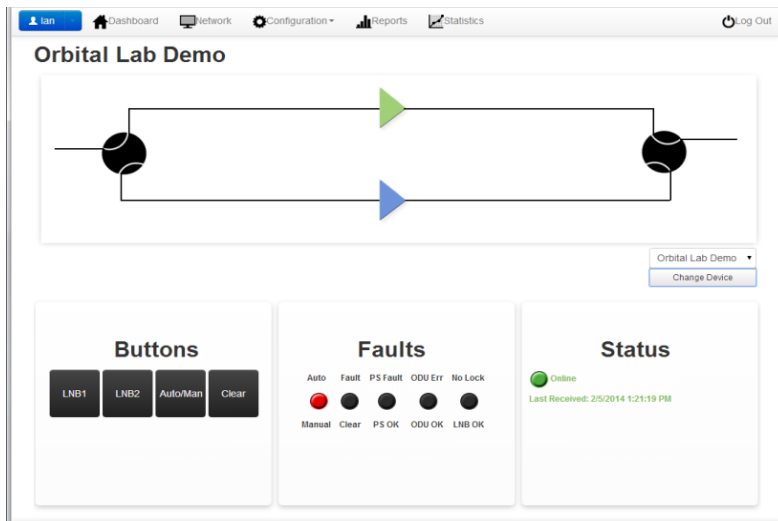 Ian Dashboard Network Configuration Reports Statistics Log Out
Orbital Lab Demo
Orbital Lab Demo
Change Device
Buttons
LNB1 LNB2 Auto/Man Clear
Faults
Auto Fault PS Fault ODU Err No Lock
Manual Clear PS OK ODU OK LNB OK
Status
Online
Last Received: 2/5/2014 1:21:19 PM